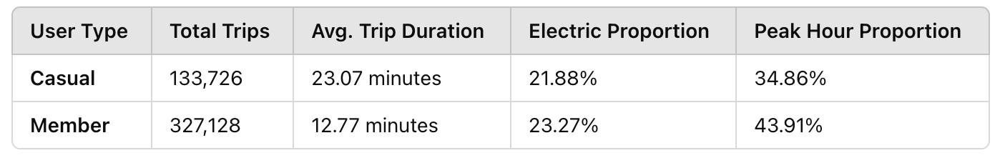 User Type Total Trips Avg. Trip Duration Electric Proportion Peak Hour Proportion
Casual 133,726 23.07 minutes 21.88% 34.86%
Member 327,128 12.77 minutes 23.27% 43.91%